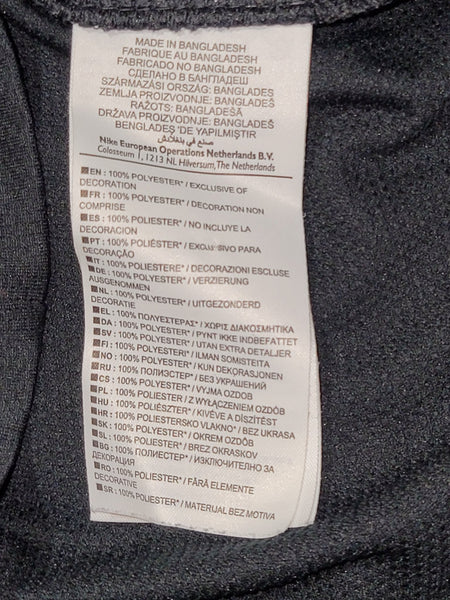 MADE IN BANGLADESH
FABRIQUE AU BANGLADESH
FABRICADO NO BANGLADESH
СДЕЛАНО В БАНГЛАДЕШ
SZÁRMAZÁSI ORSZÁG: BANGLADES
ZEMLJA PROIZVODNJE: BANGLADEŠ
RAŽOTS: BANGLADEŠĀ
DRŽAVA PROIZVODNJE: BANGLADEŠ
BENGLADEŞ 'DE YAPILMIŞTIR
صنع في بنغلادش
Nike European Operations Netherlands B.V.
Colosseum 1, 1213 NL Hilversum, The Netherlands
EN : 100% POLYESTER* / EXCLUSIVE OF
DECORATION
FR : 100% POLYESTER* / DECORATION NON
COMPRISE
ES : 100% POLYESTER* / NO INCLUYE LA
DECORACION
PT : 100% POLIÉSTER* / EXCLUSIVO PARA
DECORAÇÃO
IT : 100% POLIESTERE* / DECORAZIONI ESCLUSE
DE : 100% POLYESTER* / VERZIERUNG
AUSGENOMMEN
NL : 100% POLYESTER* / UITGEZONDERD
DECORATIE
EL : 100% ΠΟΛΥΕΣΤΕΡΑΣ* / ΧΩΡΙΣ ΔΙΑΚΟΣΜΗΤΙΚΑ
DA : 100% POLYESTER* / PYNT IKKE INDBEFATTET
SV : 100% POLYESTER* / UTAN EXTRA DETALJER
FI : 100% POLYESTERI* / ILMAN SOMISTEITA
NO : 100% POLYESTER* / KUN DEKORASJONEN
RU : 100% ПОЛИЭСТЕР* / БЕЗ УКРАШЕНИЙ
CS : 100% POLYESTER* / VYJMA OZDOB
PL : 100% POLIESTER* / Z WYŁĄCZENIEM OZDÓB
HU : 100% POLIÉSZTER* / KIVÉVE A DÍSZÍTÉST
HR : 100% POLIESTERSKO VLAKNO* / BEZ UKRASA
SK : 100% POLYESTER* / OKREM OZDÔB
SL : 100% POLIESTER* / BREZ OKRASKOV
BG : 100% ПОЛИЕСТЕР* / ИЗКЛЮЧИТЕЛНО ЗА
ДЕКОРАЦИЯ
RO : 100% POLIESTER* / FĂRĂ ELEMENTE
DECORATIVE
SR : 100% POLIESTER* / MATERIJAL BEZ MOTIVA